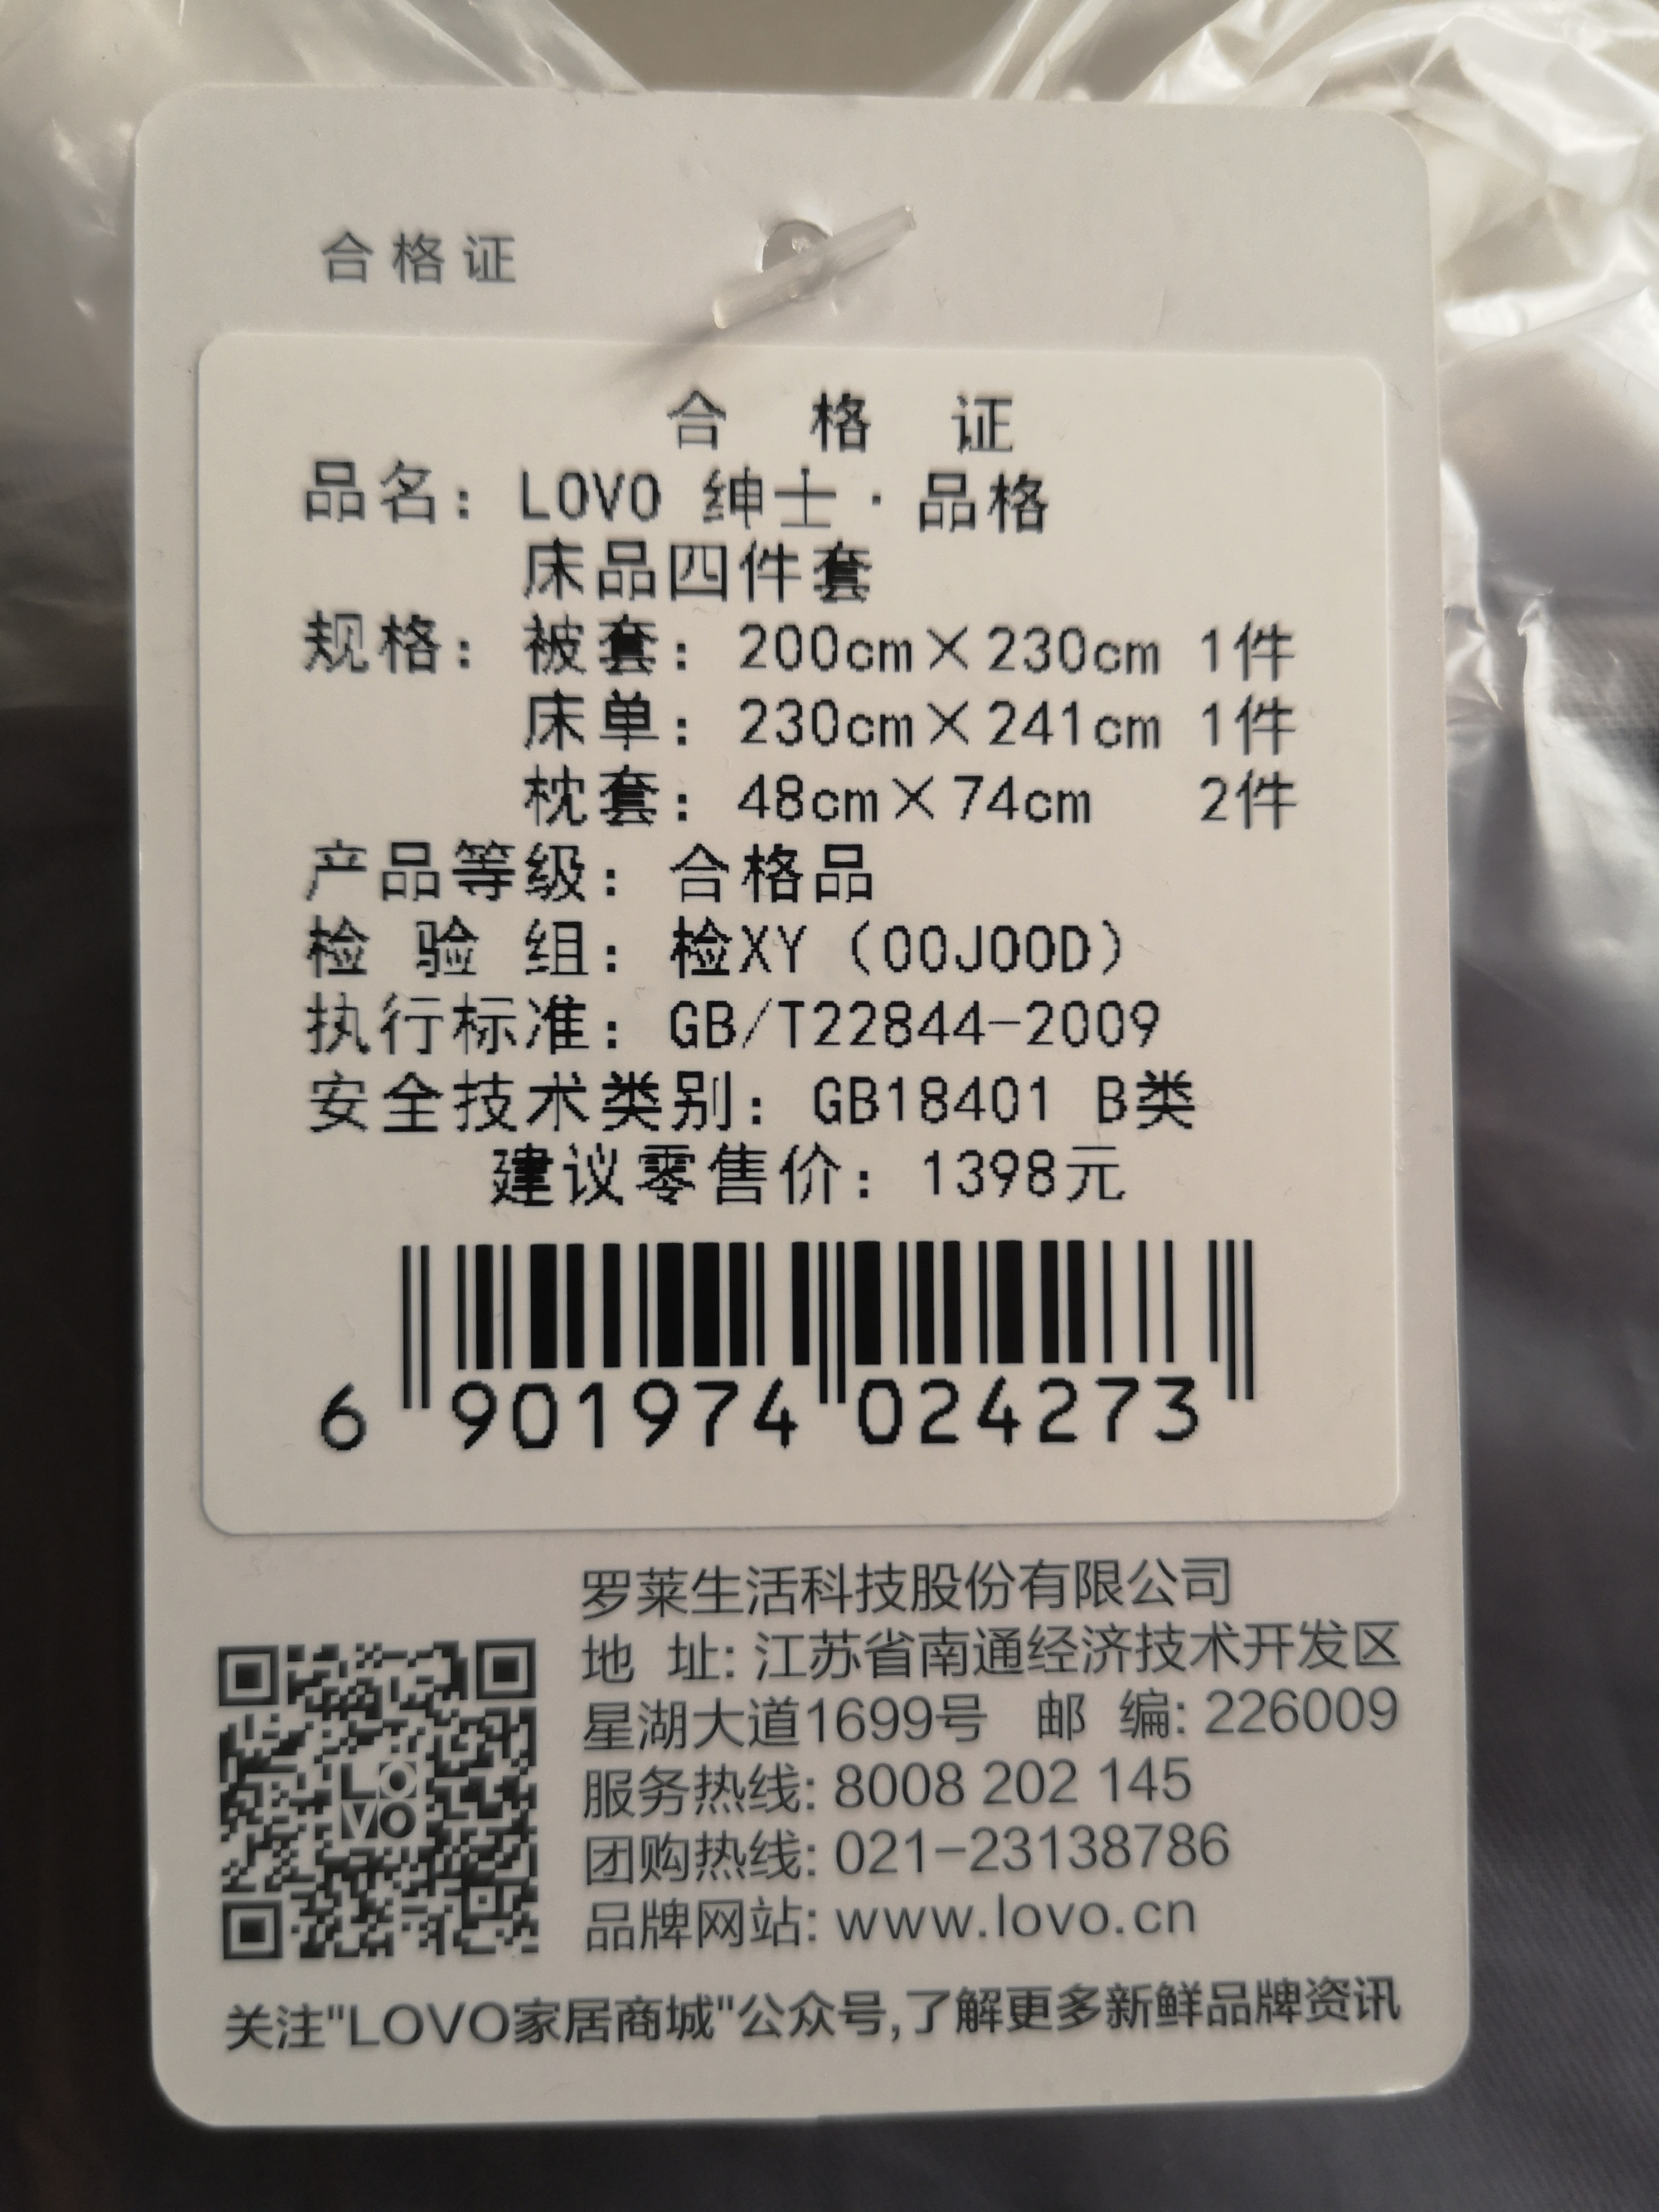 合格证
合 格 证
品名：LOVO 绅士·品格
床品四件套
规格：被套：200cm×230cm 1件
床单：230cm×241cm 1件
枕套：48cm×74cm 2件
产品等级：合格品
检 验 组：检XY（00J00D）
执行标准：GB/T22844-2009
安全技术类别：GB18401 B类
建议零售价：1398元
6 901974 024273
罗莱生活科技股份有限公司
地 址: 江苏省南通经济技术开发区
星湖大道1699号 邮 编: 226009
服务热线: 8008 202 145
团购热线: 021-23138786
品牌网站: www.lovo.cn
LO
VO
关注"LOVO家居商城"公众号,了解更多新鲜品牌资讯